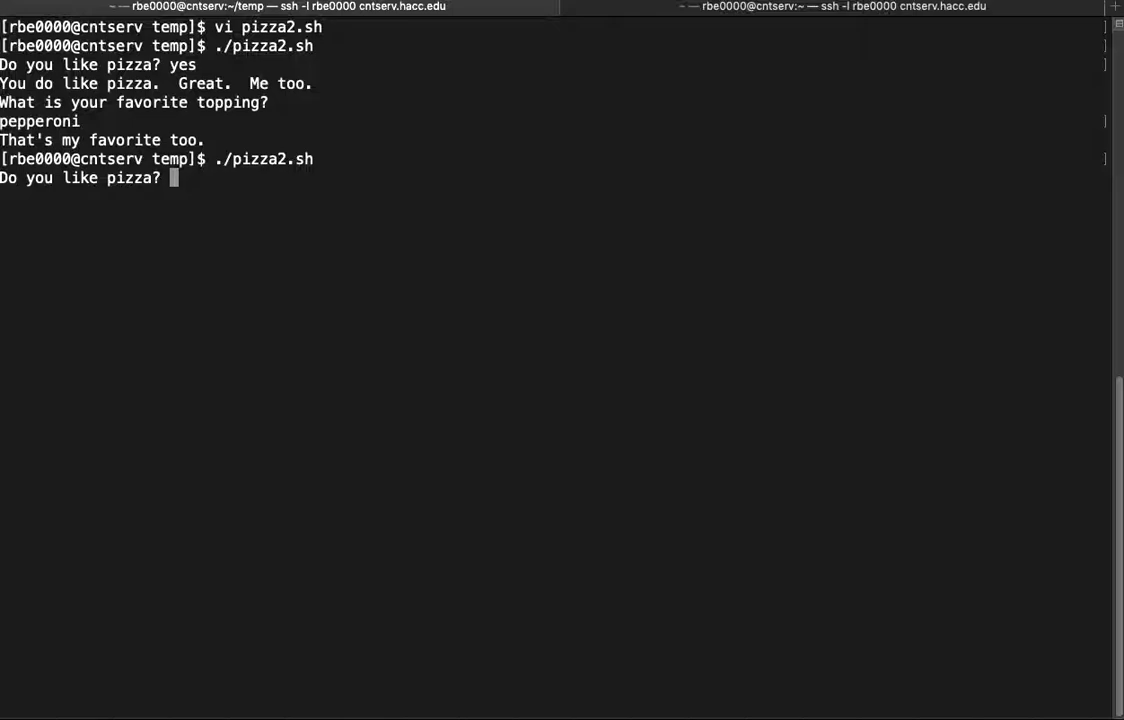 ~ — rbe0000@cntserv:~/temp — ssh -l rbe0000 cntserv.hacc.edu
~ — rbe0000@cntserv:~ — ssh -l rbe0000 cntserv.hacc.edu
[rbe0000@cntserv temp]$ vi pizza2.sh ]
[rbe0000@cntserv temp]$ ./pizza2.sh ]
Do you like pizza? yes ]
You do like pizza.  Great.  Me too.
What is your favorite topping?
pepperoni ]
That's my favorite too.
[rbe0000@cntserv temp]$ ./pizza2.sh ]
Do you like pizza?